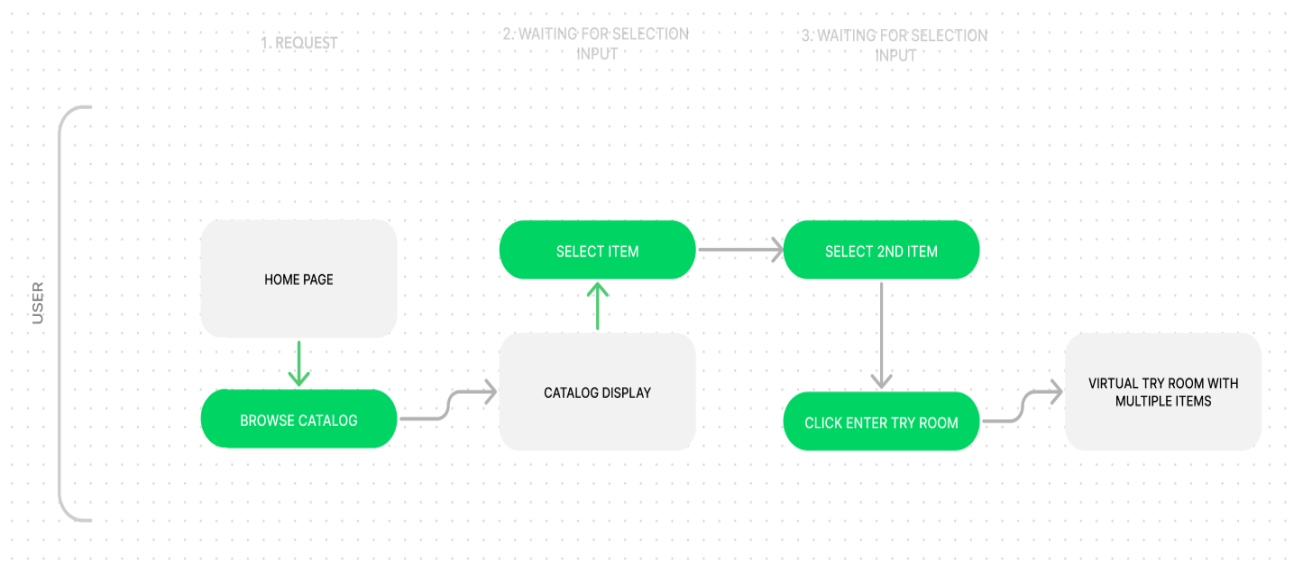 1. REQUEST
2. WAITING FOR SELECTION
INPUT
3. WAITING FOR SELECTION
INPUT
USER
HOME PAGE
BROWSE CATALOG
SELECT ITEM
CATALOG DISPLAY
SELECT 2ND ITEM
CLICK ENTER TRY ROOM
VIRTUAL TRY ROOM WITH
MULTIPLE ITEMS